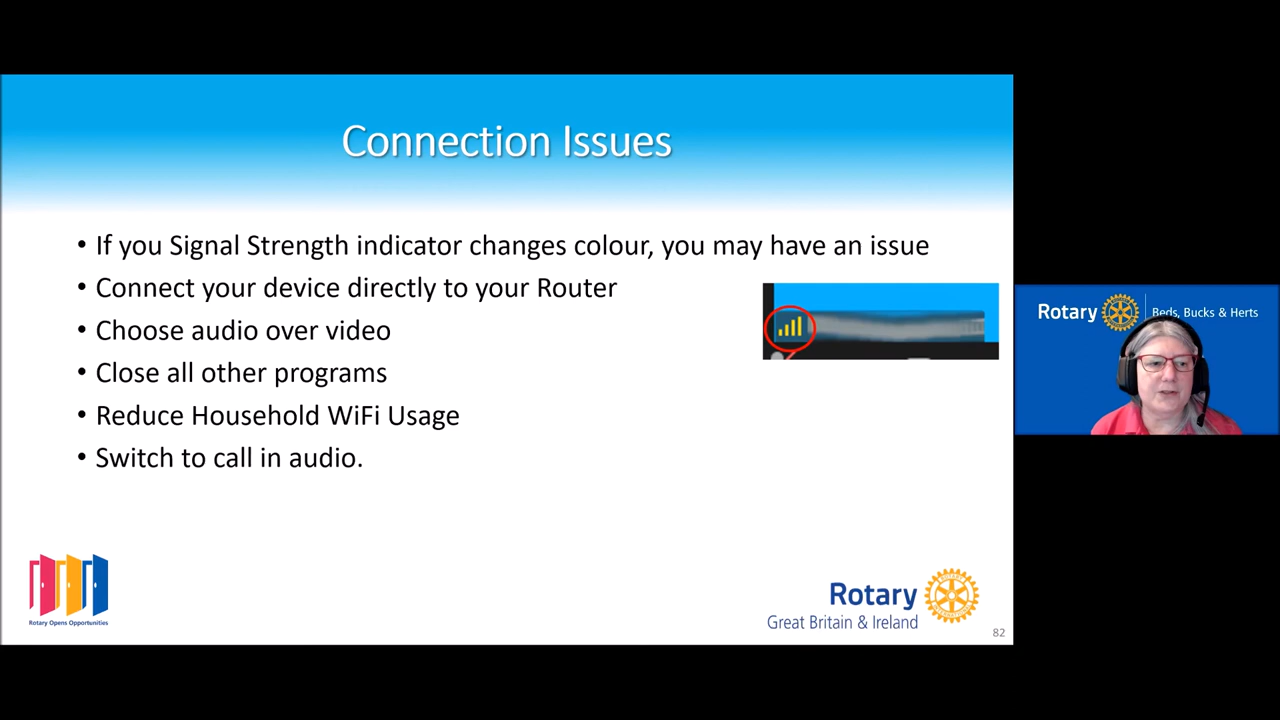 Connection Issues
• If you Signal Strength indicator changes colour, you may have an issue
• Connect your device directly to your Router
• Choose audio over video
• Close all other programs
• Reduce Household WiFi Usage
• Switch to call in audio.
Rotary Opens Opportunities
Rotary
Great Britain & Ireland
82
Rotary
Beds, Bucks & Herts